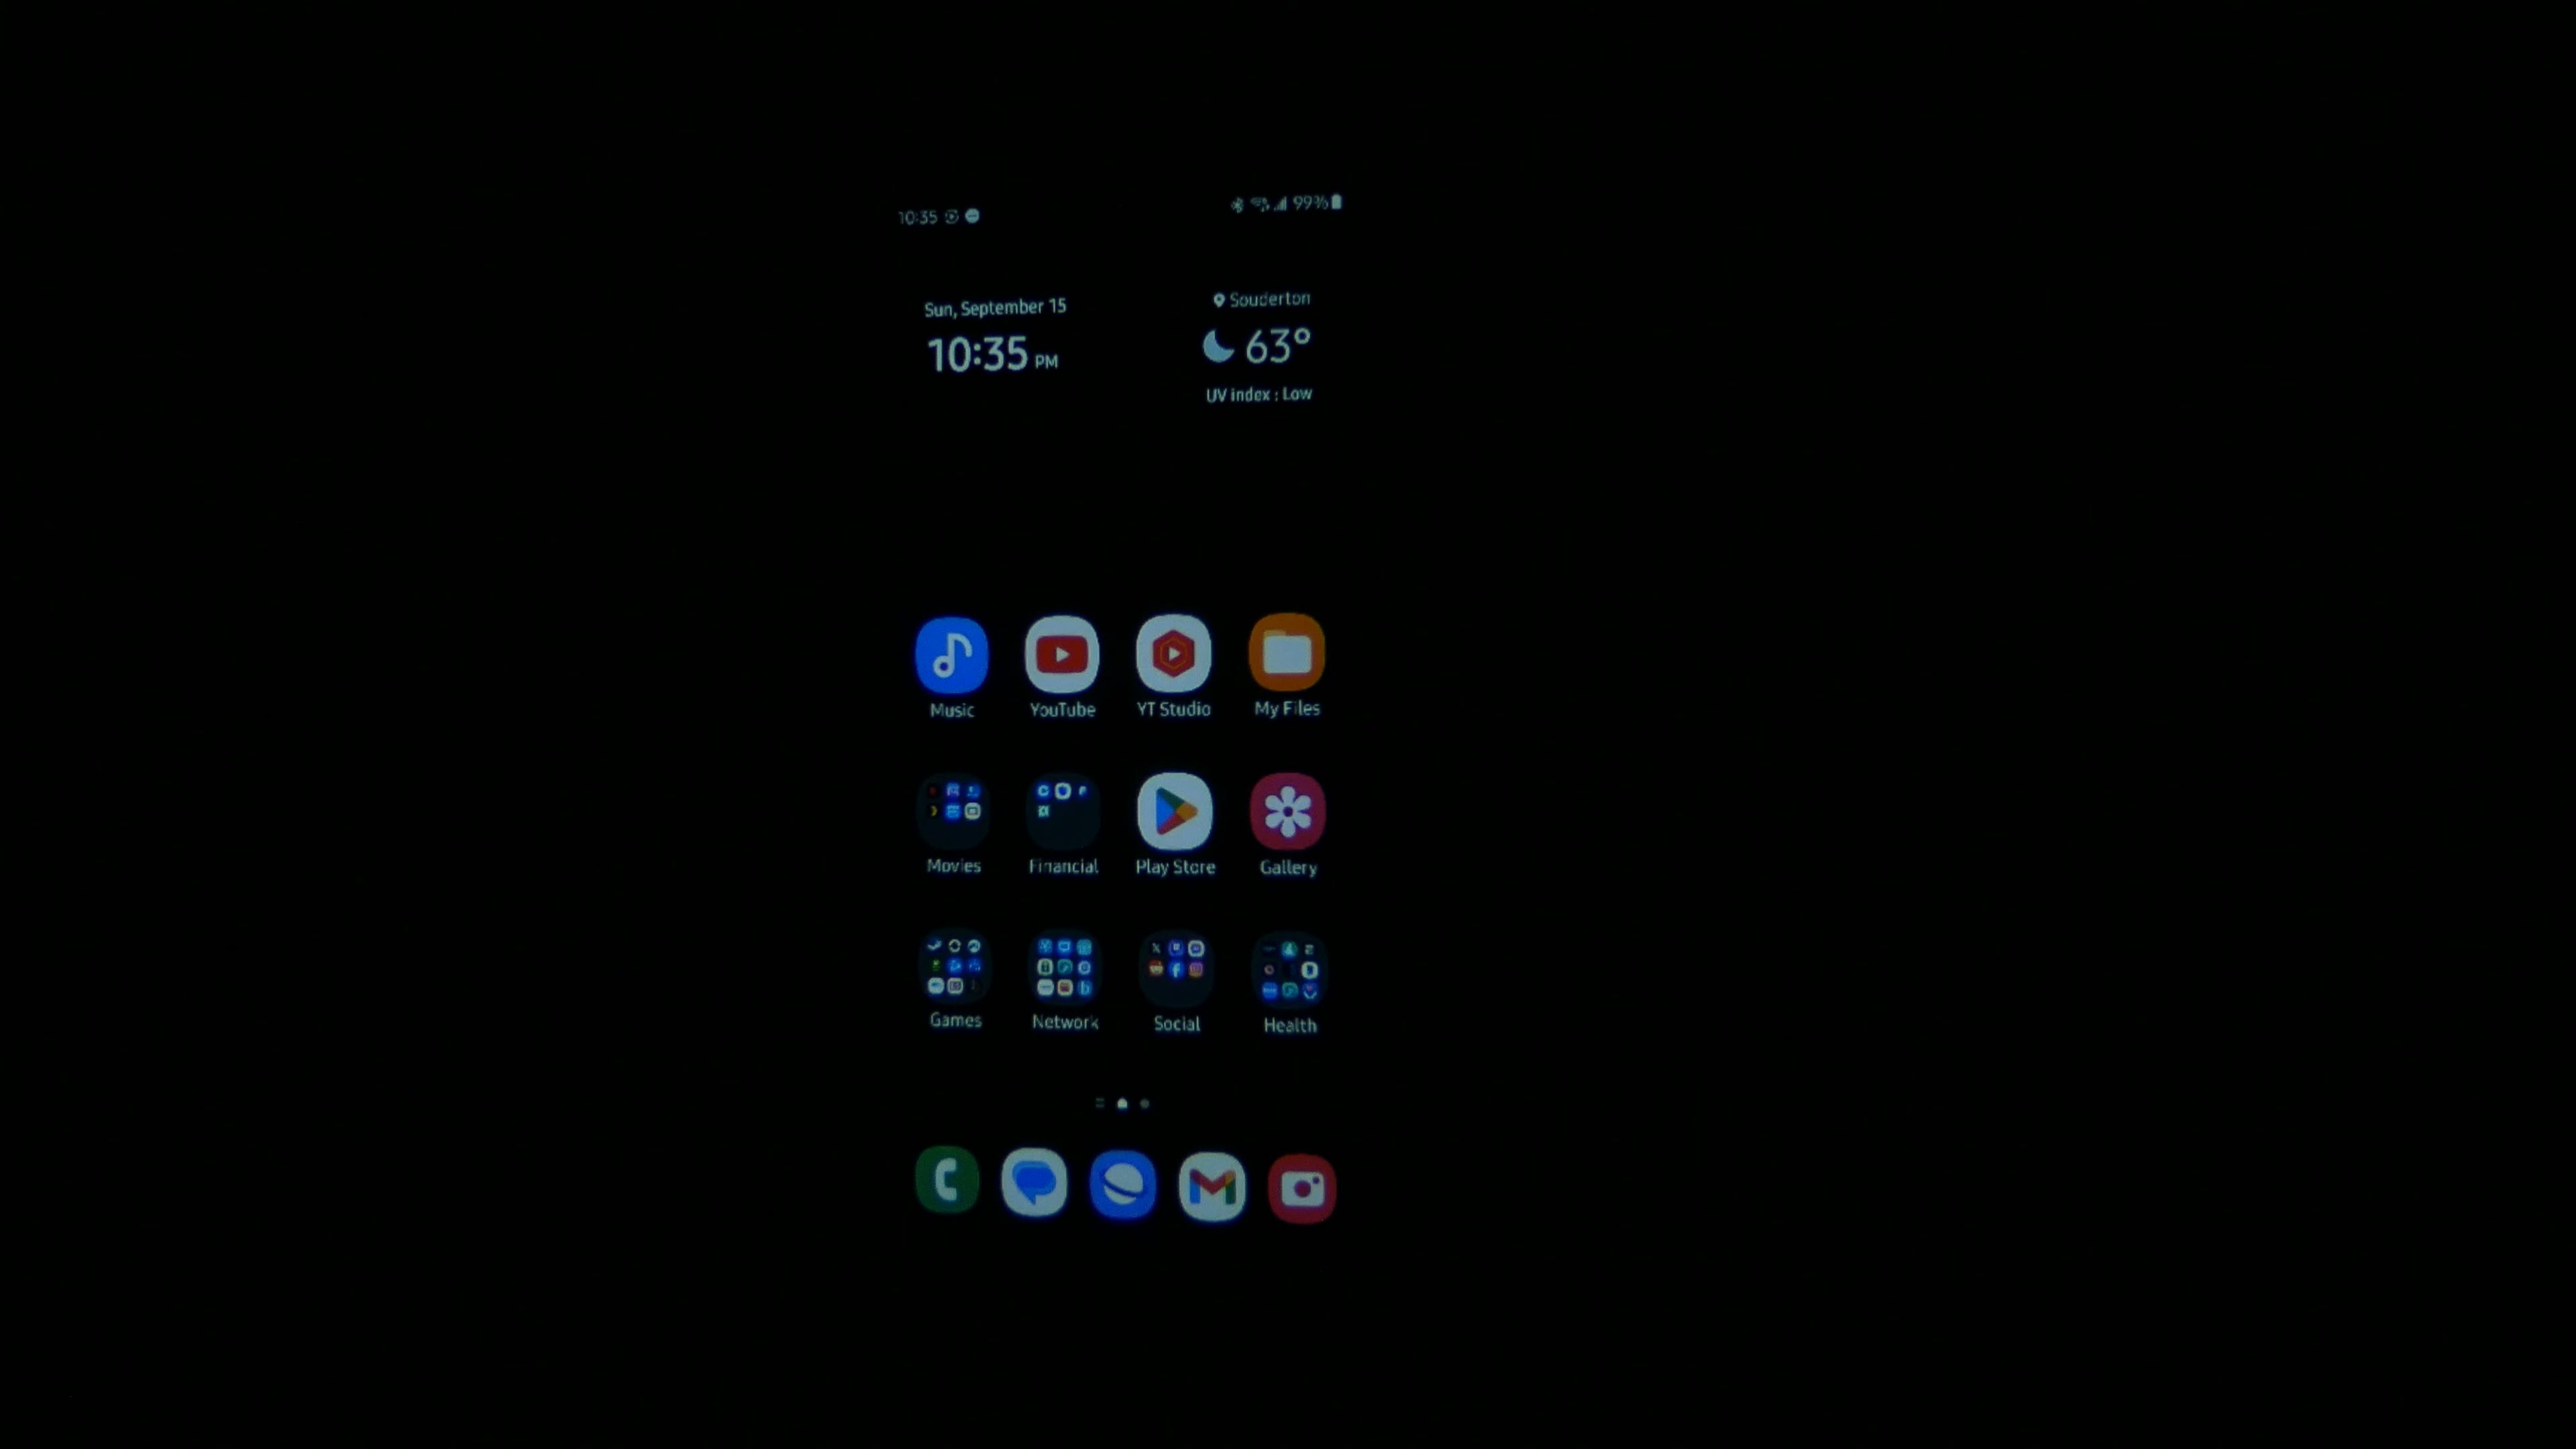 10:35
99%
Sun, September 15
10:35 PM
Souderton
63°
UV index : Low
Music YouTube YT Studio My Files
Movies Financial Play Store Gallery
Games Network Social Health